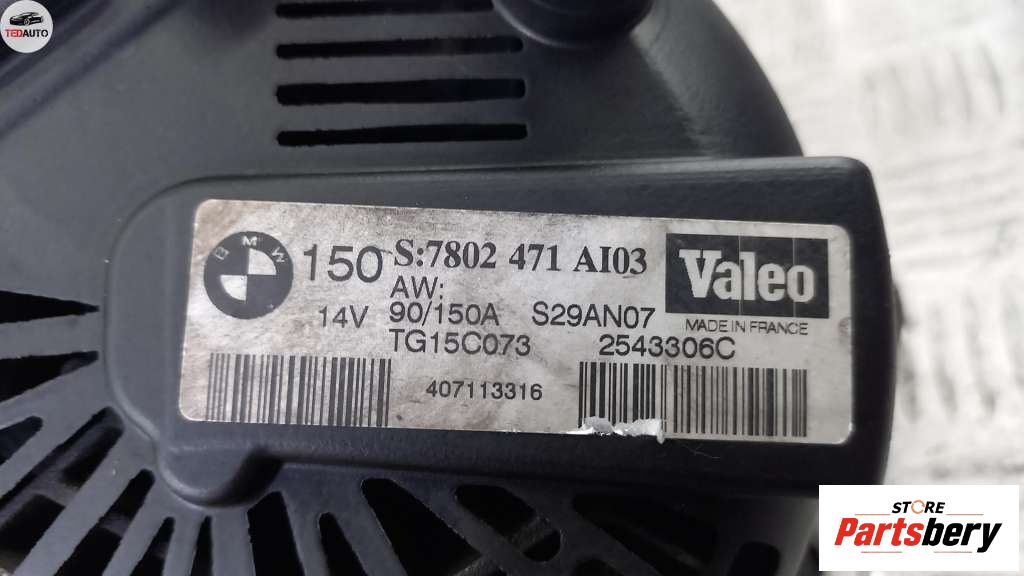 TEDAUTO
BMW
150 S:7802 471 AI03
AW:
14V 90/150A S29AN07
TG15C073 2543306C
407113316
Valeo
MADE IN FRANCE
STORE
Partsbery